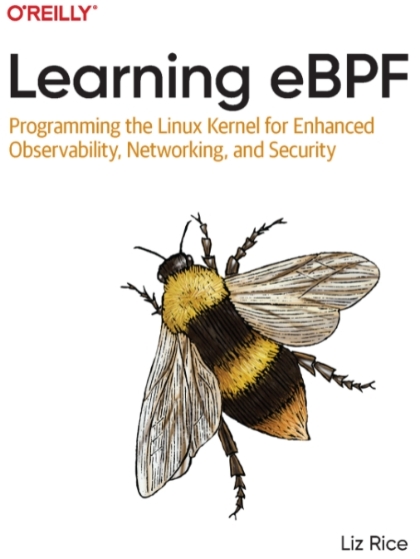 O'REILLY®
Learning eBPF
Programming the Linux Kernel for Enhanced
Observability, Networking, and Security
Liz Rice